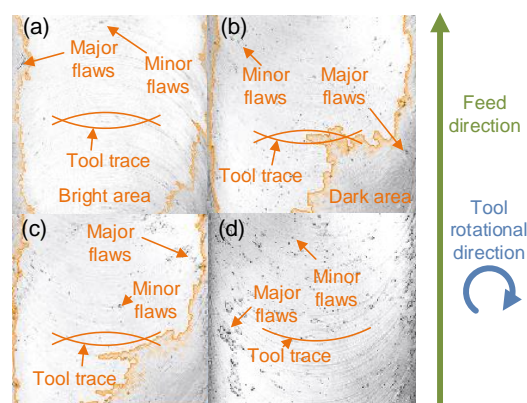 (a)
Major
flaws
Minor
flaws
Tool trace
Bright area
(b)
Minor
flaws
Major
flaws
Tool trace
Dark area
(c)
Major
flaws
Minor
flaws
Tool trace
(d)
Minor
flaws
Major
flaws
Tool trace
Feed
direction
Tool
rotational
direction